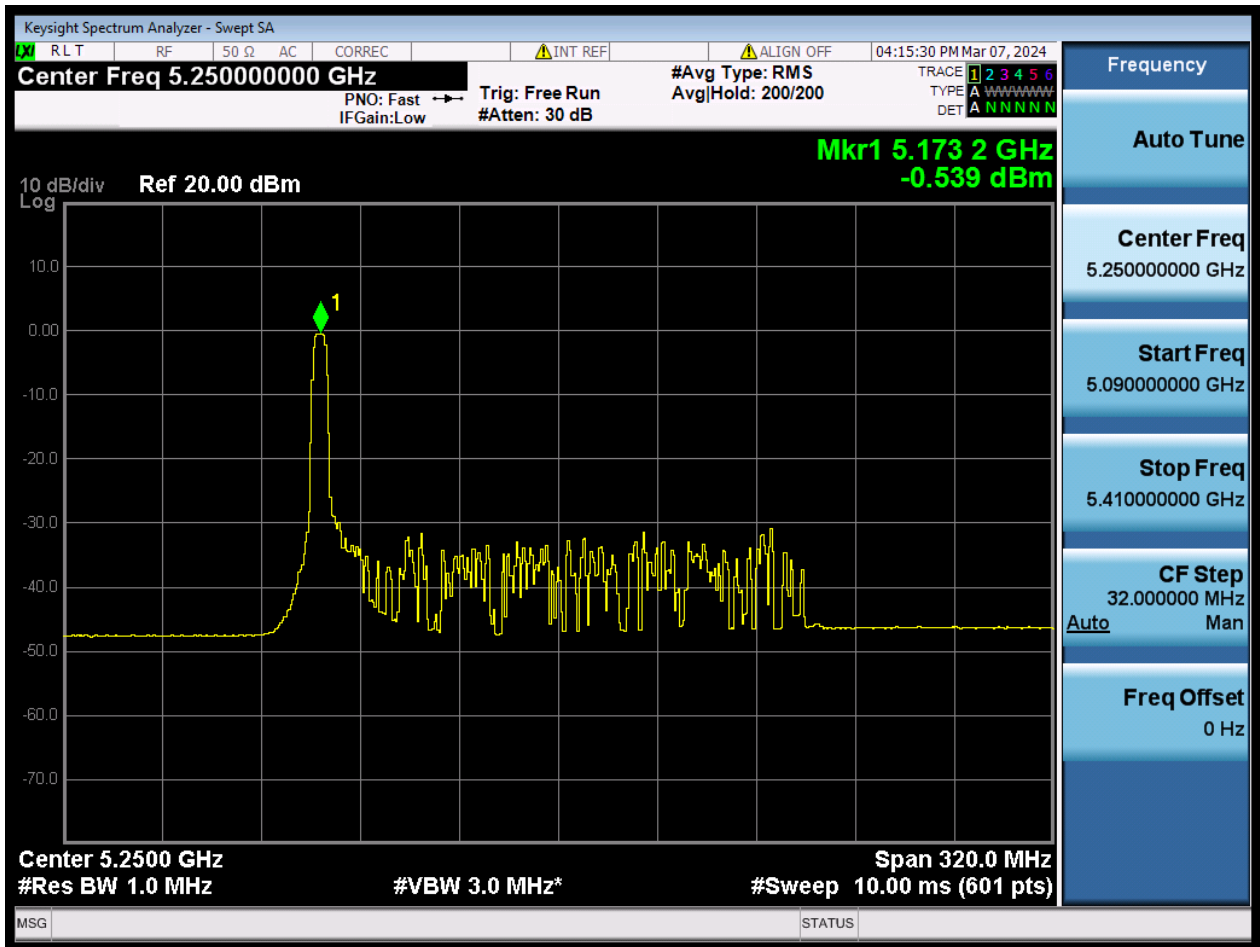 Keysight Spectrum Analyzer - Swept SA
LXI RLT RF 50 Ω AC CORREC INT REF ALIGN OFF 04:15:30 PM Mar 07, 2024
Center Freq 5.250000000 GHz
PNO: Fast
IFGain:Low
Trig: Free Run
#Atten: 30 dB
#Avg Type: RMS
Avg|Hold: 200/200
TRACE 1 2 3 4 5 6
TYPE A WWWWW
DET A N N N N N
Mkr1 5.173 2 GHz
-0.539 dBm
10 dB/div Ref 20.00 dBm
Log
10.0
1
0.00
-10.0
-20.0
-30.0
-40.0
-50.0
-60.0
-70.0
Center 5.2500 GHz Span 320.0 MHz
#Res BW 1.0 MHz #VBW 3.0 MHz* #Sweep 10.00 ms (601 pts)
MSG STATUS
Frequency
Auto Tune
Center Freq
5.250000000 GHz
Start Freq
5.090000000 GHz
Stop Freq
5.410000000 GHz
CF Step
32.000000 MHz
Auto Man
Freq Offset
0 Hz